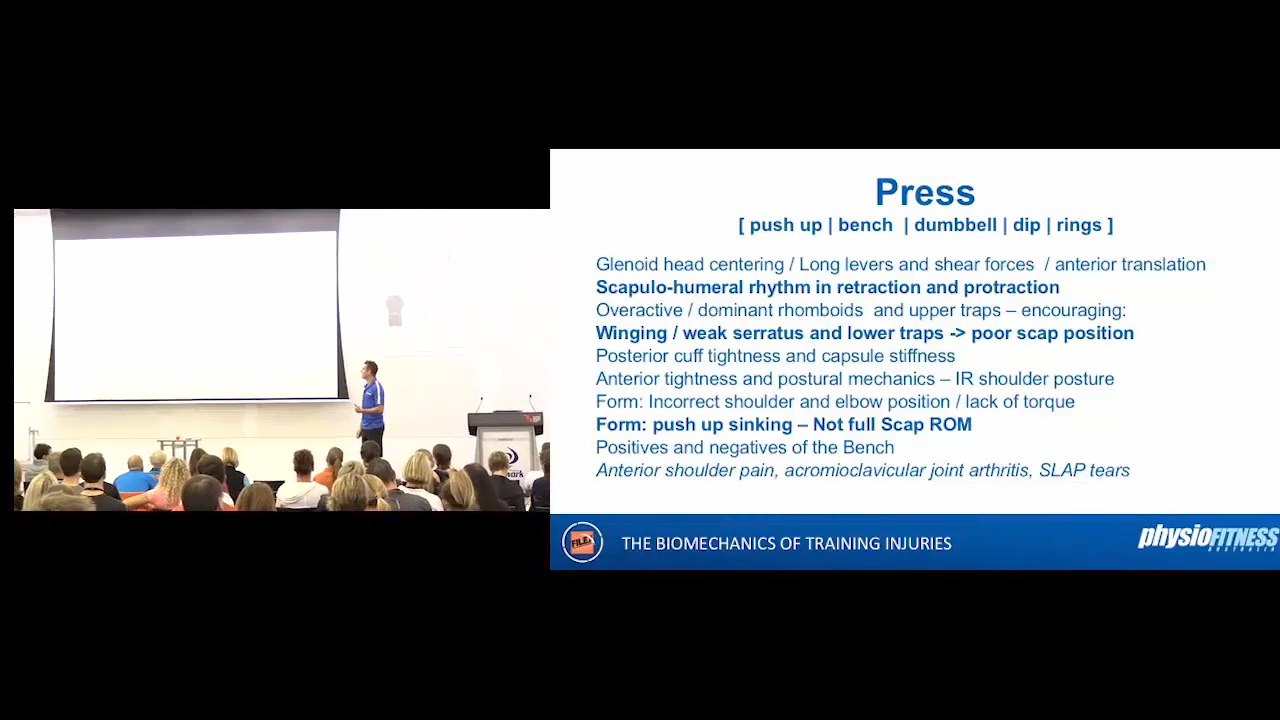 Press
[ push up | bench | dumbbell | dip | rings ]
Glenoid head centering / Long levers and shear forces / anterior translation
Scapulo-humeral rhythm in retraction and protraction
Overactive / dominant rhomboids and upper traps – encouraging:
Winging / weak serratus and lower traps -> poor scap position
Posterior cuff tightness and capsule stiffness
Anterior tightness and postural mechanics – IR shoulder posture
Form: Incorrect shoulder and elbow position / lack of torque
Form: push up sinking – Not full Scap ROM
Positives and negatives of the Bench
Anterior shoulder pain, acromioclavicular joint arthritis, SLAP tears
FILEX
THE BIOMECHANICS OF TRAINING INJURIES
physioFITNESS
AUSTRALIA